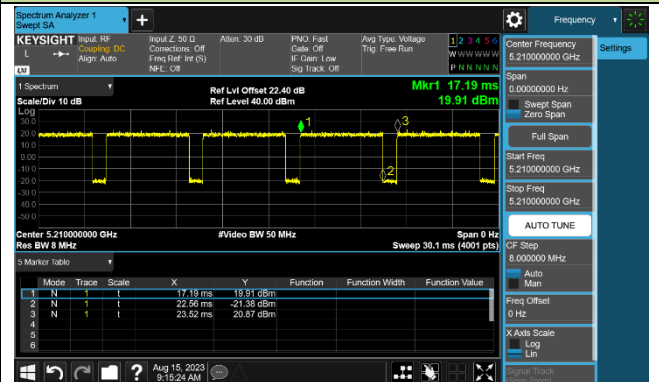 Spectrum Analyzer 1
Swept SA
Frequency
KEYSIGHT
L
Input: RF
Coupling: DC
Align: Auto
Input Z: 50 Ω
Corrections: Off
Freq Ref: Int (S)
NFE: Off
Atten: 30 dB
PNO: Fast
Gate: Off
IF Gain: Low
Sig Track: Off
Avg Type: Voltage
Trig: Free Run
1 2 3 4 5 6
W W W W W W
P N N N N N
LXI
1 Spectrum
Scale/Div 10 dB
Ref Lvl Offset 22.40 dB
Ref Level 40.00 dBm
Mkr1 17.19 ms
19.91 dBm
Log
30.0
20.0
10.0
0.00
-10.0
-20.0
-30.0
-40.0
-50.0
1
2
3
Center 5.210000000 GHz
Res BW 8 MHz
#Video BW 50 MHz
Span 0 Hz
Sweep 30.1 ms (4001 pts)
5 Marker Table
Mode Trace Scale X Y Function Function Width Function Value
1 N 1 t 17.19 ms 19.91 dBm
2 N 1 t 22.56 ms -21.38 dBm
3 N 1 t 23.52 ms 20.87 dBm
4
5
6
Aug 15, 2023
9:15:24 AM
Center Frequency
5.210000000 GHz
Settings
Span
0.00000000 Hz
Swept Span
Zero Span
Full Span
Start Freq
5.210000000 GHz
Stop Freq
5.210000000 GHz
AUTO TUNE
CF Step
8.000000 MHz
Auto
Man
Freq Offset
0 Hz
X Axis Scale
Log
Lin
Signal Track
(Span Zoom)